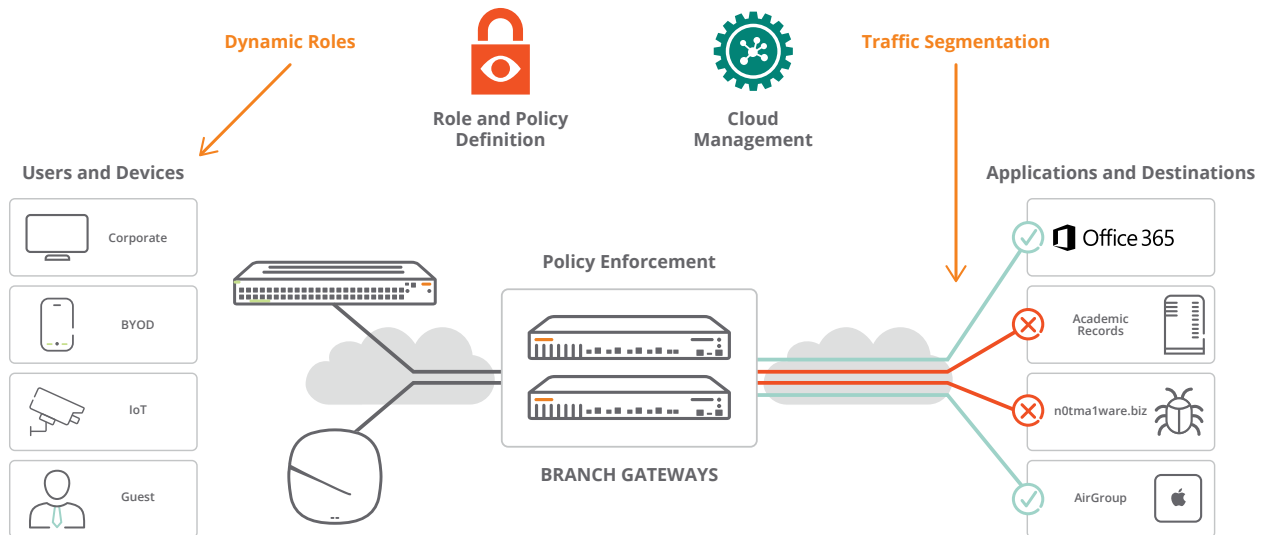 Dynamic Roles
Traffic Segmentation
Role and Policy
Definition
Cloud
Management
Users and Devices
Applications and Destinations
Corporate
BYOD
IoT
Guest
Policy Enforcement
BRANCH GATEWAYS
Office 365
Academic
Records
n0tma1ware.biz
AirGroup